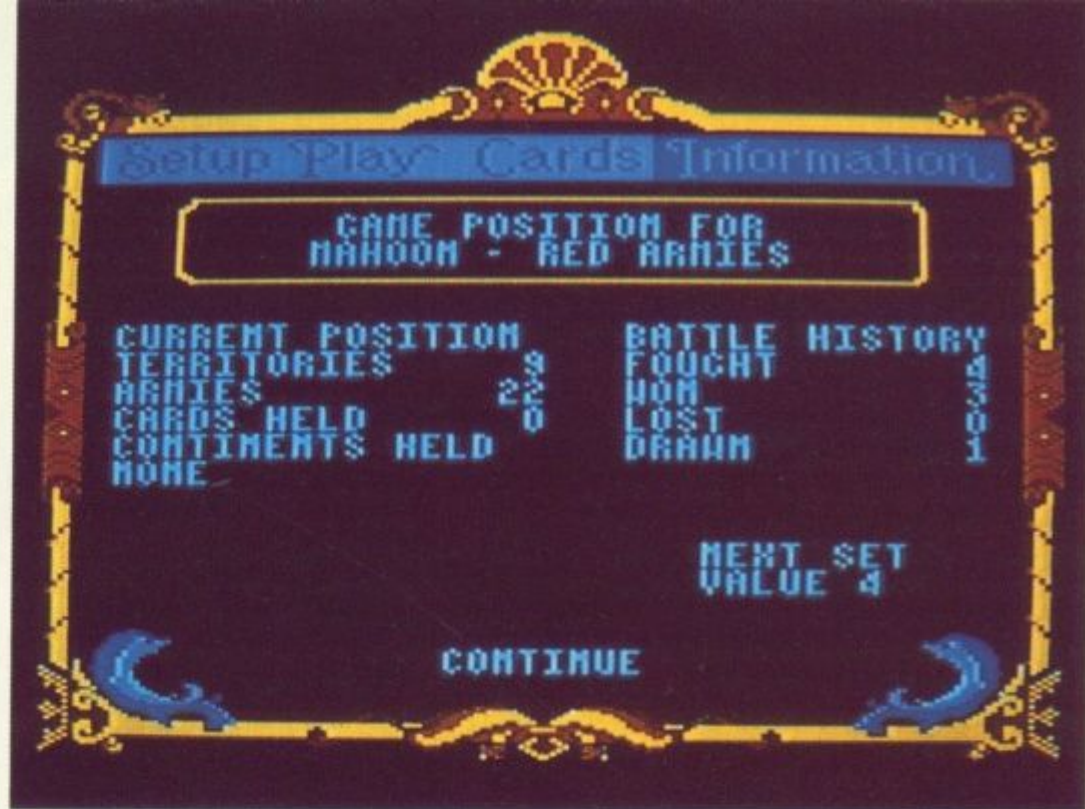 Setup Play Cards Information
GAME POSITION FOR
MAHOOM - RED ARMIES
CURRENT POSITION
TERRITORIES 9
ARMIES 22
CARDS HELD 0
CONTINENTS HELD
NONE
BATTLE HISTORY
FOUGHT 4
WON 3
LOST 0
DRAWN 1
NEXT SET
VALUE 4
CONTINUE